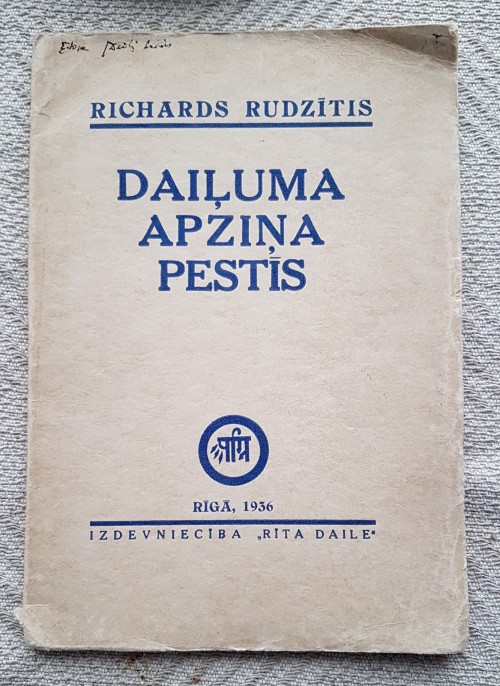 RICHARDS RUDZĪTIS
DAIĻUMA
APZIŅA
PESTĪS
RĪGĀ, 1936
IZDEVNIECĪBA „RĪTA DAILE"